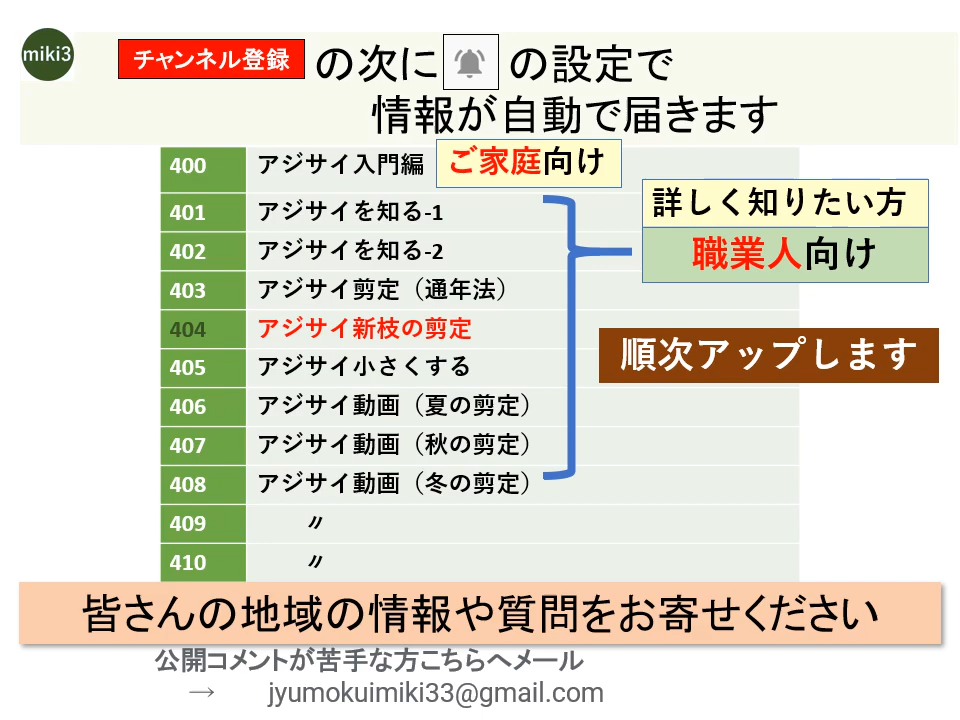 miki3
チャンネル登録 の次に の設定で
情報が自動で届きます
400 アジサイ入門編 ご家庭向け
401 アジサイを知る-1
402 アジサイを知る-2
403 アジサイ剪定（通年法）
404 アジサイ新枝の剪定
405 アジサイ小さくする
406 アジサイ動画（夏の剪定）
407 アジサイ動画（秋の剪定）
408 アジサイ動画（冬の剪定）
409 〃
410 〃
詳しく知りたい方
職業人向け
順次アップします
皆さんの地域の情報や質問をお寄せください
公開コメントが苦手な方こちらへメール
→ jyumokuimiki33@gmail.com